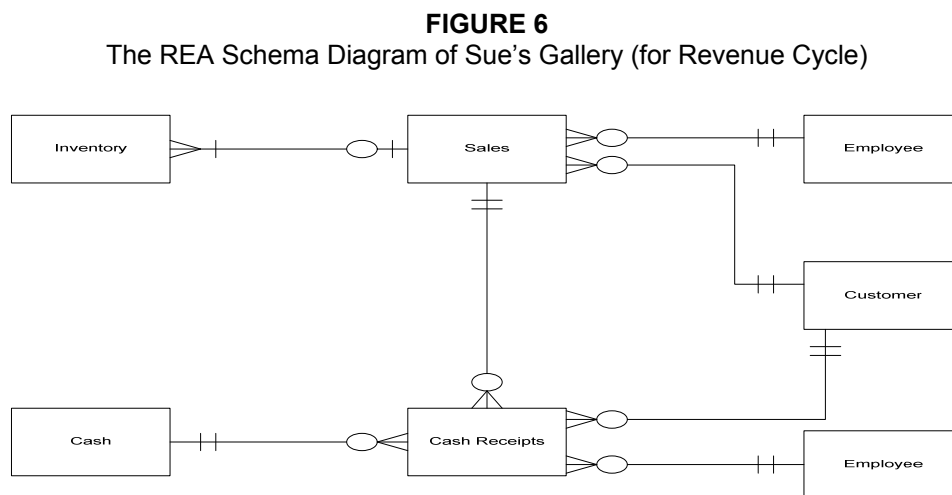 FIGURE 6
The REA Schema Diagram of Sue's Gallery (for Revenue Cycle)
Inventory
Sales
Employee
Customer
Cash
Cash Receipts
Employee